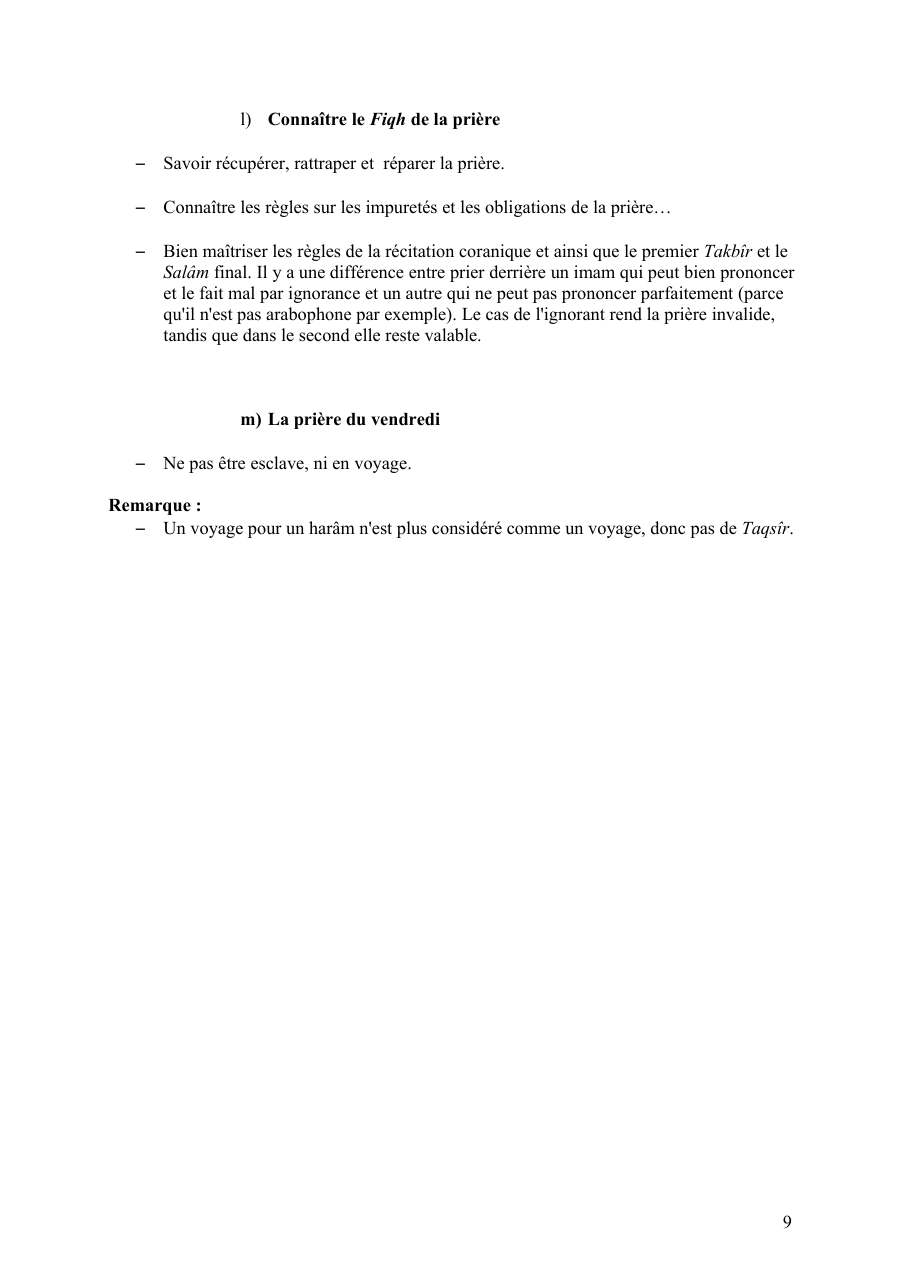 l) Connaître le Fiqh de la prière
– Savoir récupérer, rattraper et  réparer la prière.
– Connaître les règles sur les impuretés et les obligations de la prière…
– Bien maîtriser les règles de la récitation coranique et ainsi que le premier Takbîr et le
Salâm final. Il y a une différence entre prier derrière un imam qui peut bien prononcer
et le fait mal par ignorance et un autre qui ne peut pas prononcer parfaitement (parce
qu'il n'est pas arabophone par exemple). Le cas de l'ignorant rend la prière invalide,
tandis que dans le second elle reste valable.
m) La prière du vendredi
– Ne pas être esclave, ni en voyage.
Remarque :
– Un voyage pour un harâm n'est plus considéré comme un voyage, donc pas de Taqsîr.
9